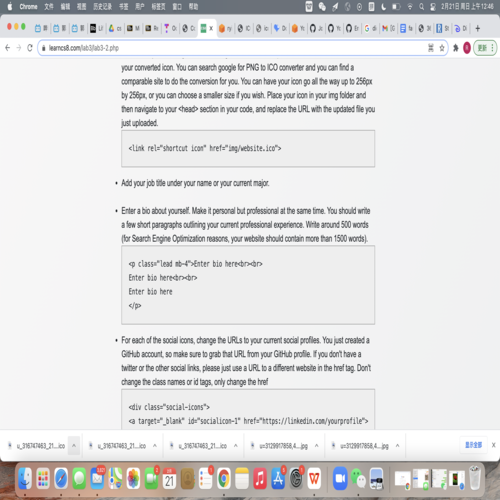 Chrome 文件 编辑 视图 历史记录 书签 用户 标签页 窗口 帮助 2月21日 周日 上午 12:46
learncs8.com/lab3/lab3-2.php 更新
your converted image. You can search google for PNG to ICO converter and you can find a
comparable site to do the conversion for you. You can have your icon go all the way up to 256px
by 256px, or you can choose a smaller size if you wish. Place your icon in your img folder and
then navigate to your <head> section in your code, and replace the URL with the updated file you
just uploaded.
<link rel="shortcut icon" href="img/website.ico">
• Add your job title under your name or your current major.
• Enter a bio about yourself. Make it personal but professional at the same time. You should write
a few short paragraphs outlining your current professional experience. Write around 500 words
(for Search Engine Optimization reasons, your website should contain more than 1500 words).
<p class="lead mb-4">Enter bio here<br><br>
Enter bio here<br><br>
Enter bio here
</p>
• For each of the social icons, change the URLs to your current social profiles. You just created a
GitHub account, so make sure to grab that URL from your GitHub profile. If you don't have a
twitter or the other social links, please just use a URL to a different website in the href tag. Don't
change the class names or id tags, only change the href
<div class="social-icons">
<a target="_blank" id="socialicon-1" href="https://linkedin.com/yourprofile">
u_316747463_21....ico u_316747463_21....ico u_316747463_21....ico u=3129917858,4....jpg u=3129917858,4....jpg 显示全部